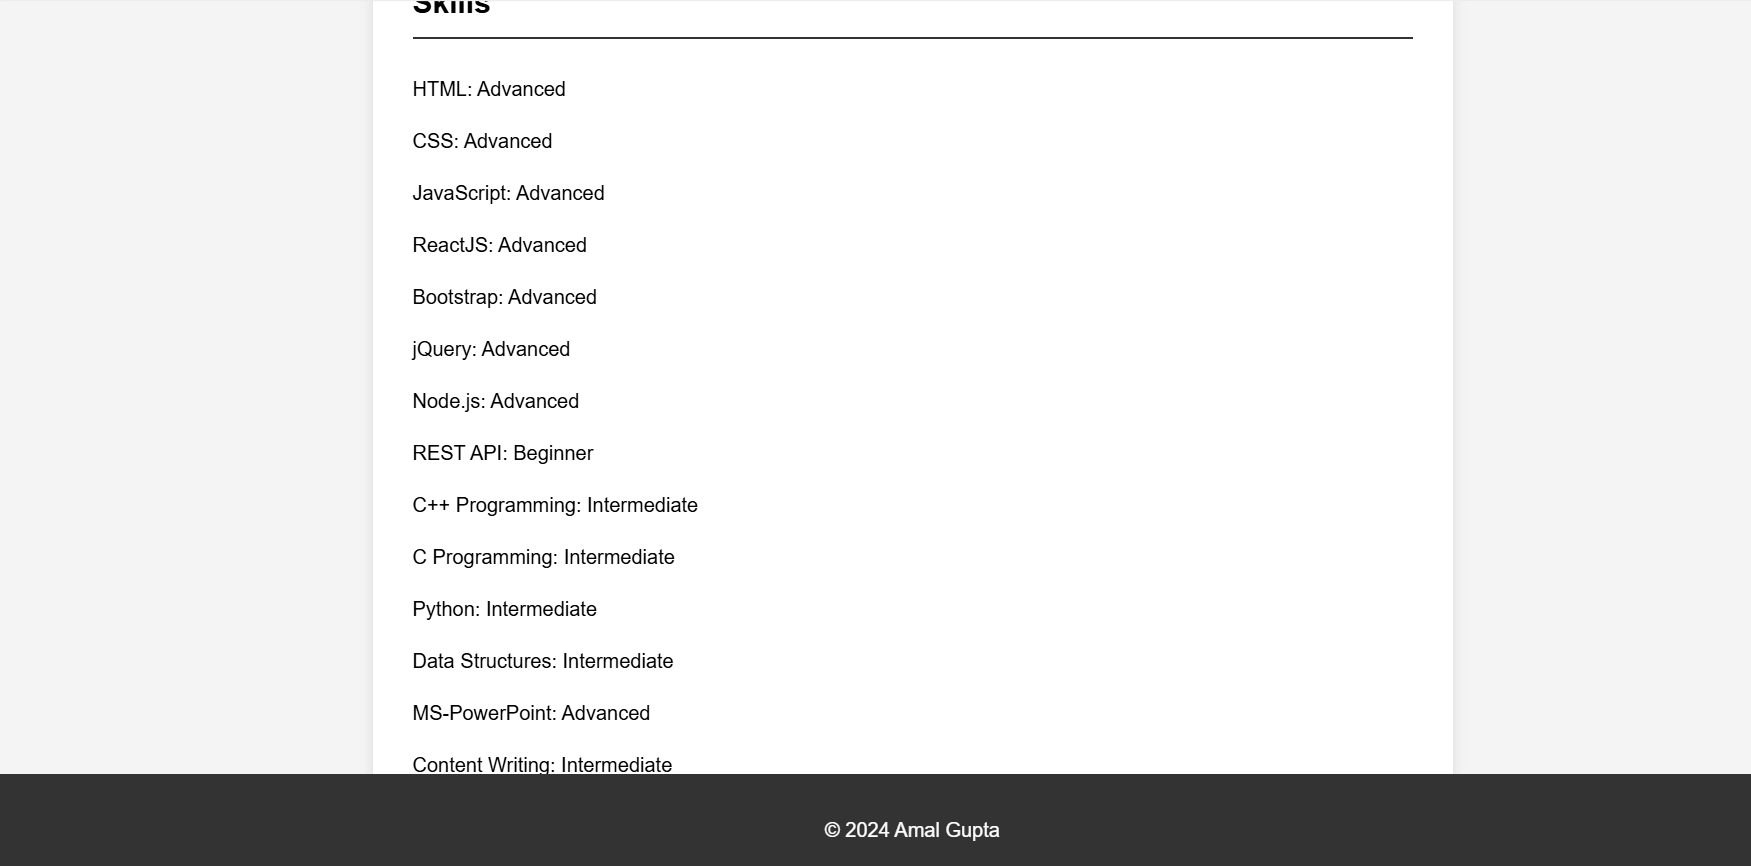 Skills
HTML: Advanced
CSS: Advanced
JavaScript: Advanced
ReactJS: Advanced
Bootstrap: Advanced
jQuery: Advanced
Node.js: Advanced
REST API: Beginner
C++ Programming: Intermediate
C Programming: Intermediate
Python: Intermediate
Data Structures: Intermediate
MS-PowerPoint: Advanced
Content Writing: Intermediate
© 2024 Amal Gupta